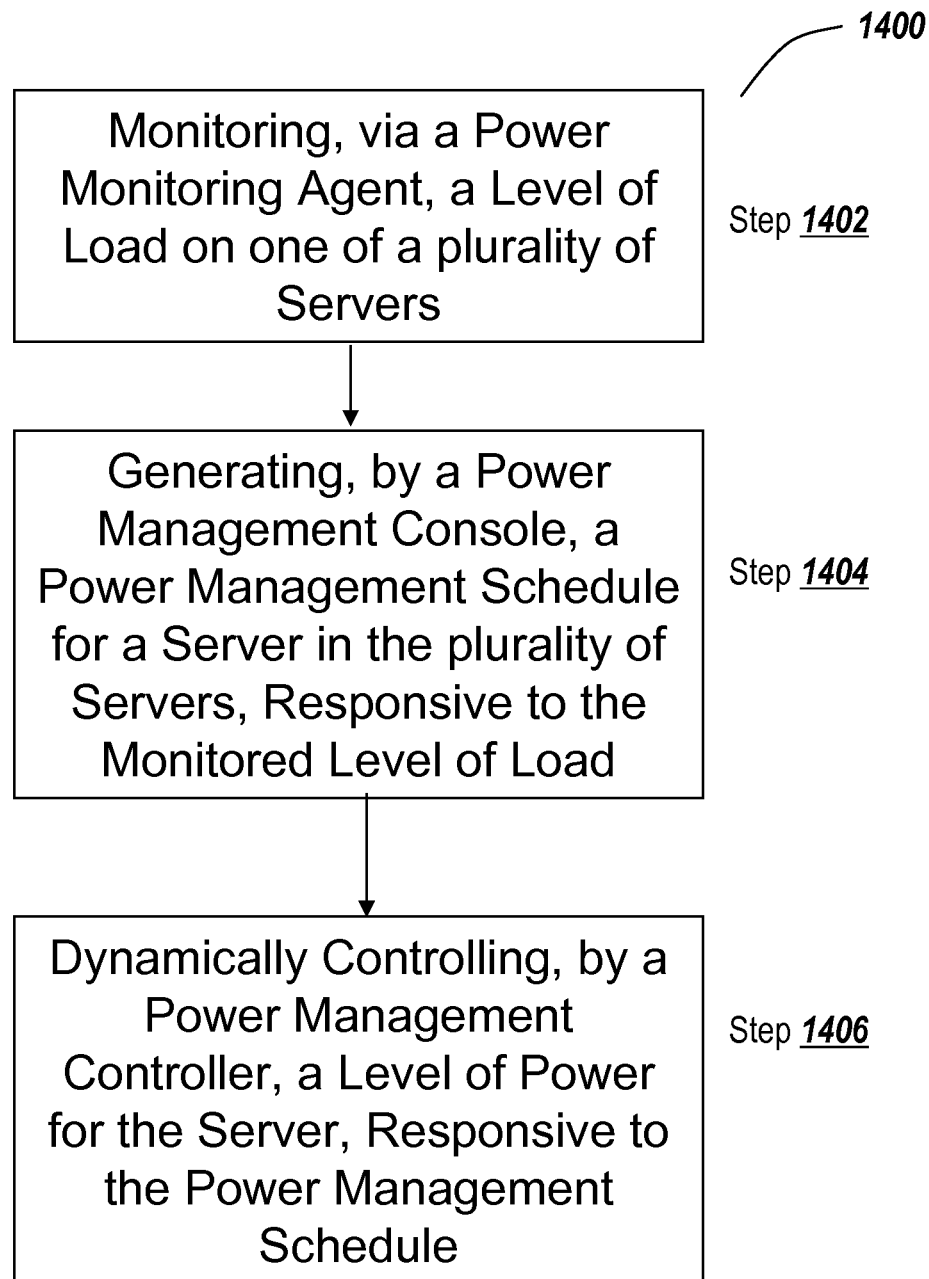 1400
Monitoring, via a Power
Monitoring Agent, a Level of
Load on one of a plurality of
Servers
Step 1402
Generating, by a Power
Management Console, a
Power Management Schedule
for a Server in the plurality of
Servers, Responsive to the
Monitored Level of Load
Step 1404
Dynamically Controlling, by a
Power Management
Controller, a Level of Power
for the Server, Responsive to
the Power Management
Schedule
Step 1406